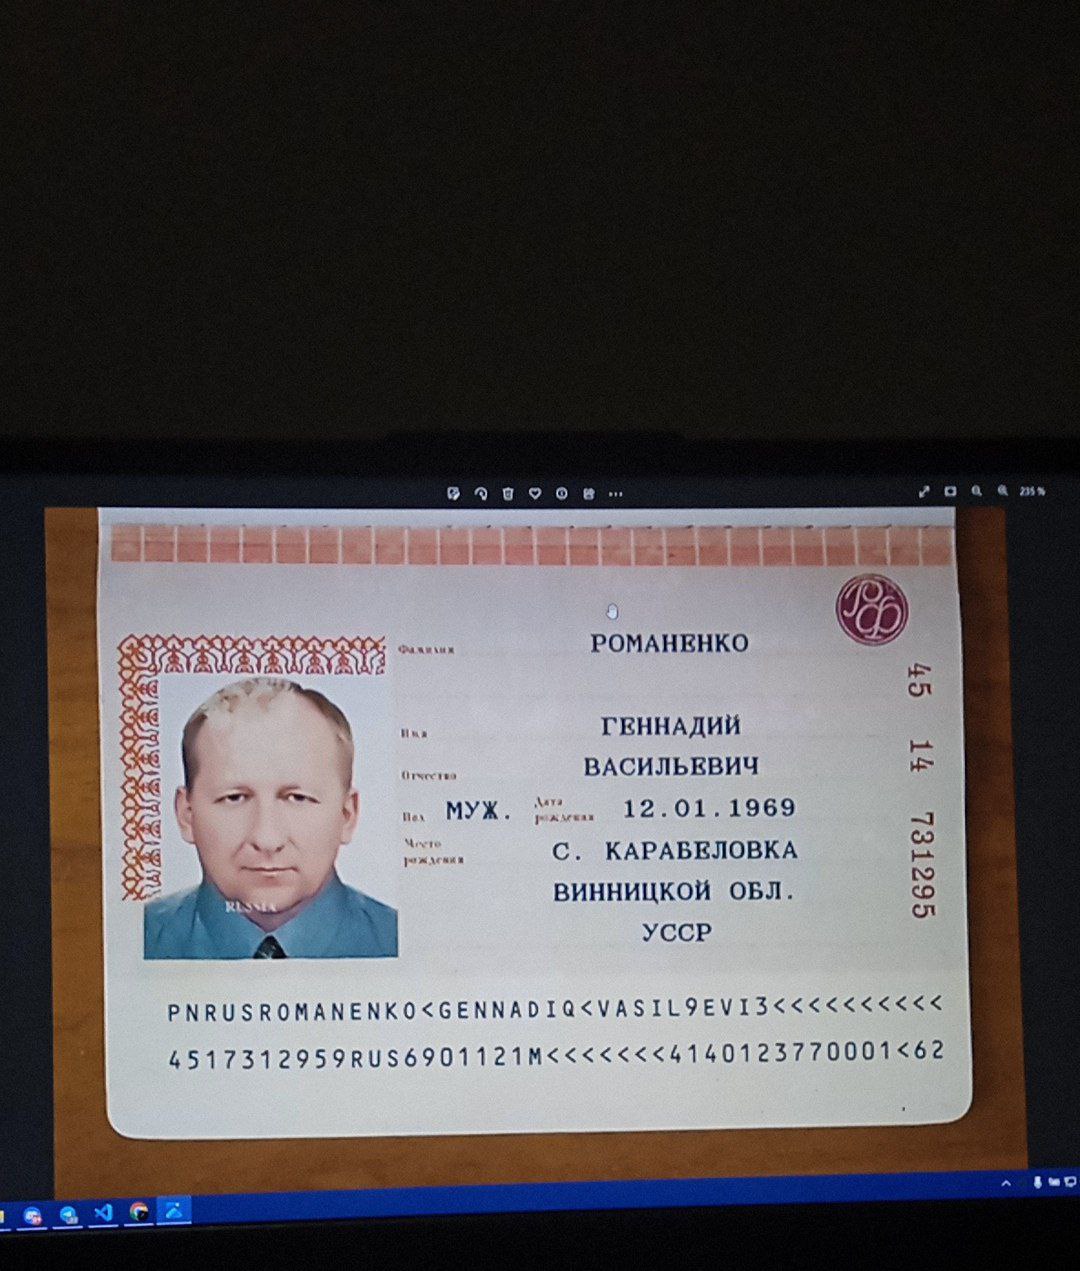 235 %
РФ
Фамилия РОМАНЕНКО
Имя ГЕННАДИЙ
Отчество ВАСИЛЬЕВИЧ
Пол МУЖ. Дата рождения 12.01.1969
Место рождения С. КАРАБЕЛОВКА
ВИННИЦКОЙ ОБЛ.
УССР
45 14 731295
RUSSIA
PNRUSROMANENKO<GENNADIQ<VASIL9EVI3<<<<<<<<<<
4517312959RUS6901121M<<<<<<<4140123770001<62